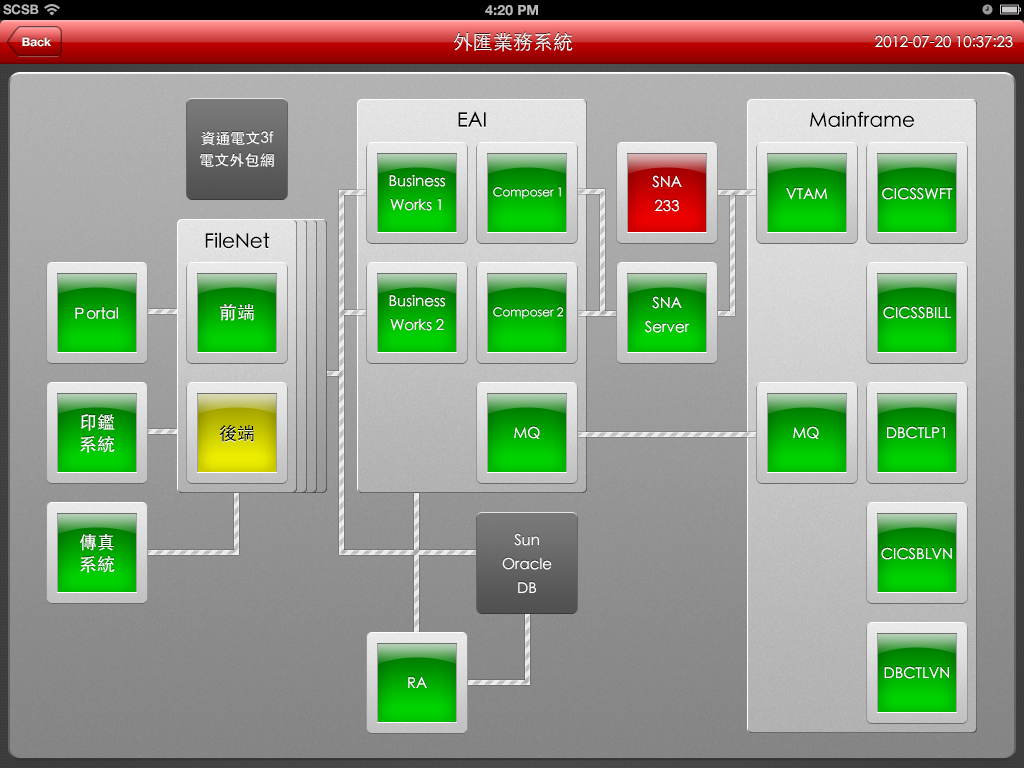 SCSB
4:20 PM
Back
外匯業務系統
2012-07-20 10:37:23
資通電文3f
電文外包網
FileNet
前端
後端
Portal
印鑑
系統
傳真
系統
EAI
Business
Works 1
Composer 1
Business
Works 2
Composer 2
MQ
SNA
233
SNA
Server
Sun
Oracle
DB
RA
Mainframe
VTAM
CICSSWFT
CICSSBILL
MQ
DBCTLP1
CICSBLVN
DBCTLVN